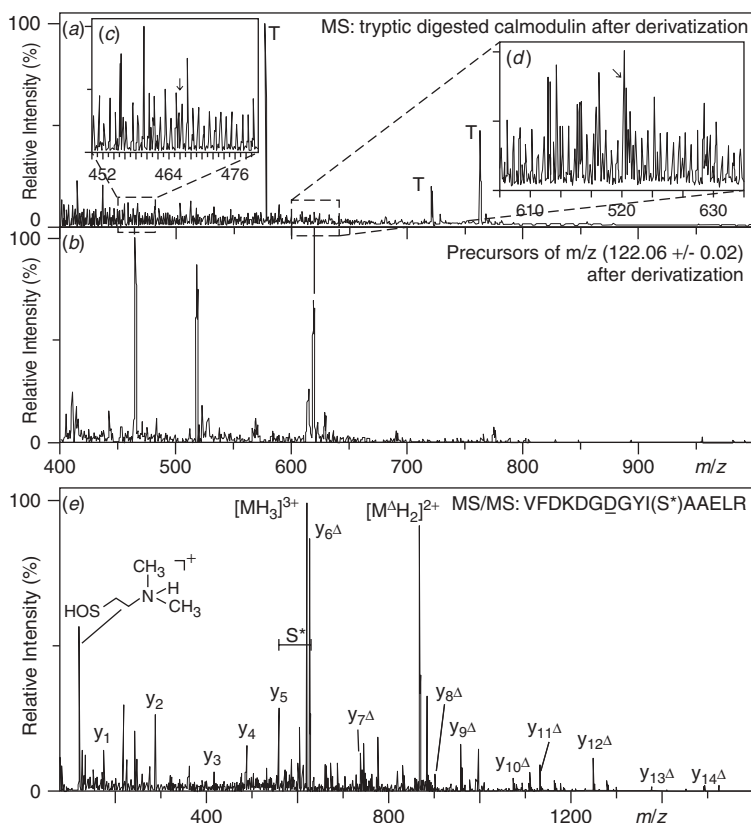 (a)
MS: tryptic digested calmodulin after derivatization
(c)
(d)
T
T
T
452 464 476
610 520 630
100
0
Relative Intensity (%)
(b)
Precursors of m/z (122.06 +/- 0.02)
after derivatization
100
0
Relative Intensity (%)
400 500 600 700 800 900 m/z
(e)
MS/MS: VFDKDGDGYI(S*)AAELR
[MH3]3+
[MΔH2]2+
y6Δ
CH3
+
HOS
N
H
CH3
S*
y1
y2
y3
y4
y5
y7Δ
y8Δ
y9Δ
y10Δ
y11Δ
y12Δ
y13Δ
y14Δ
100
0
Relative Intensity (%)
400 800 1200 m/z